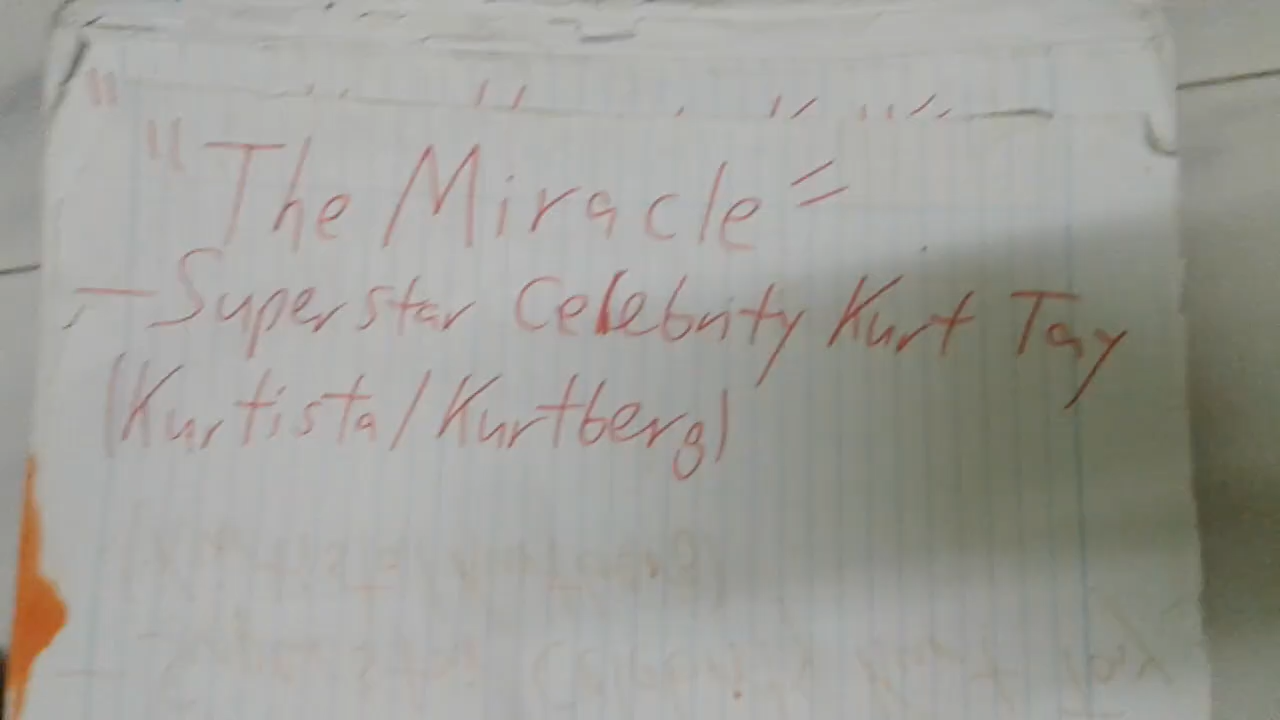 "The Miracle"
- Superstar Celebrity Kurt Tay
(Kurtista/Kurtberg)